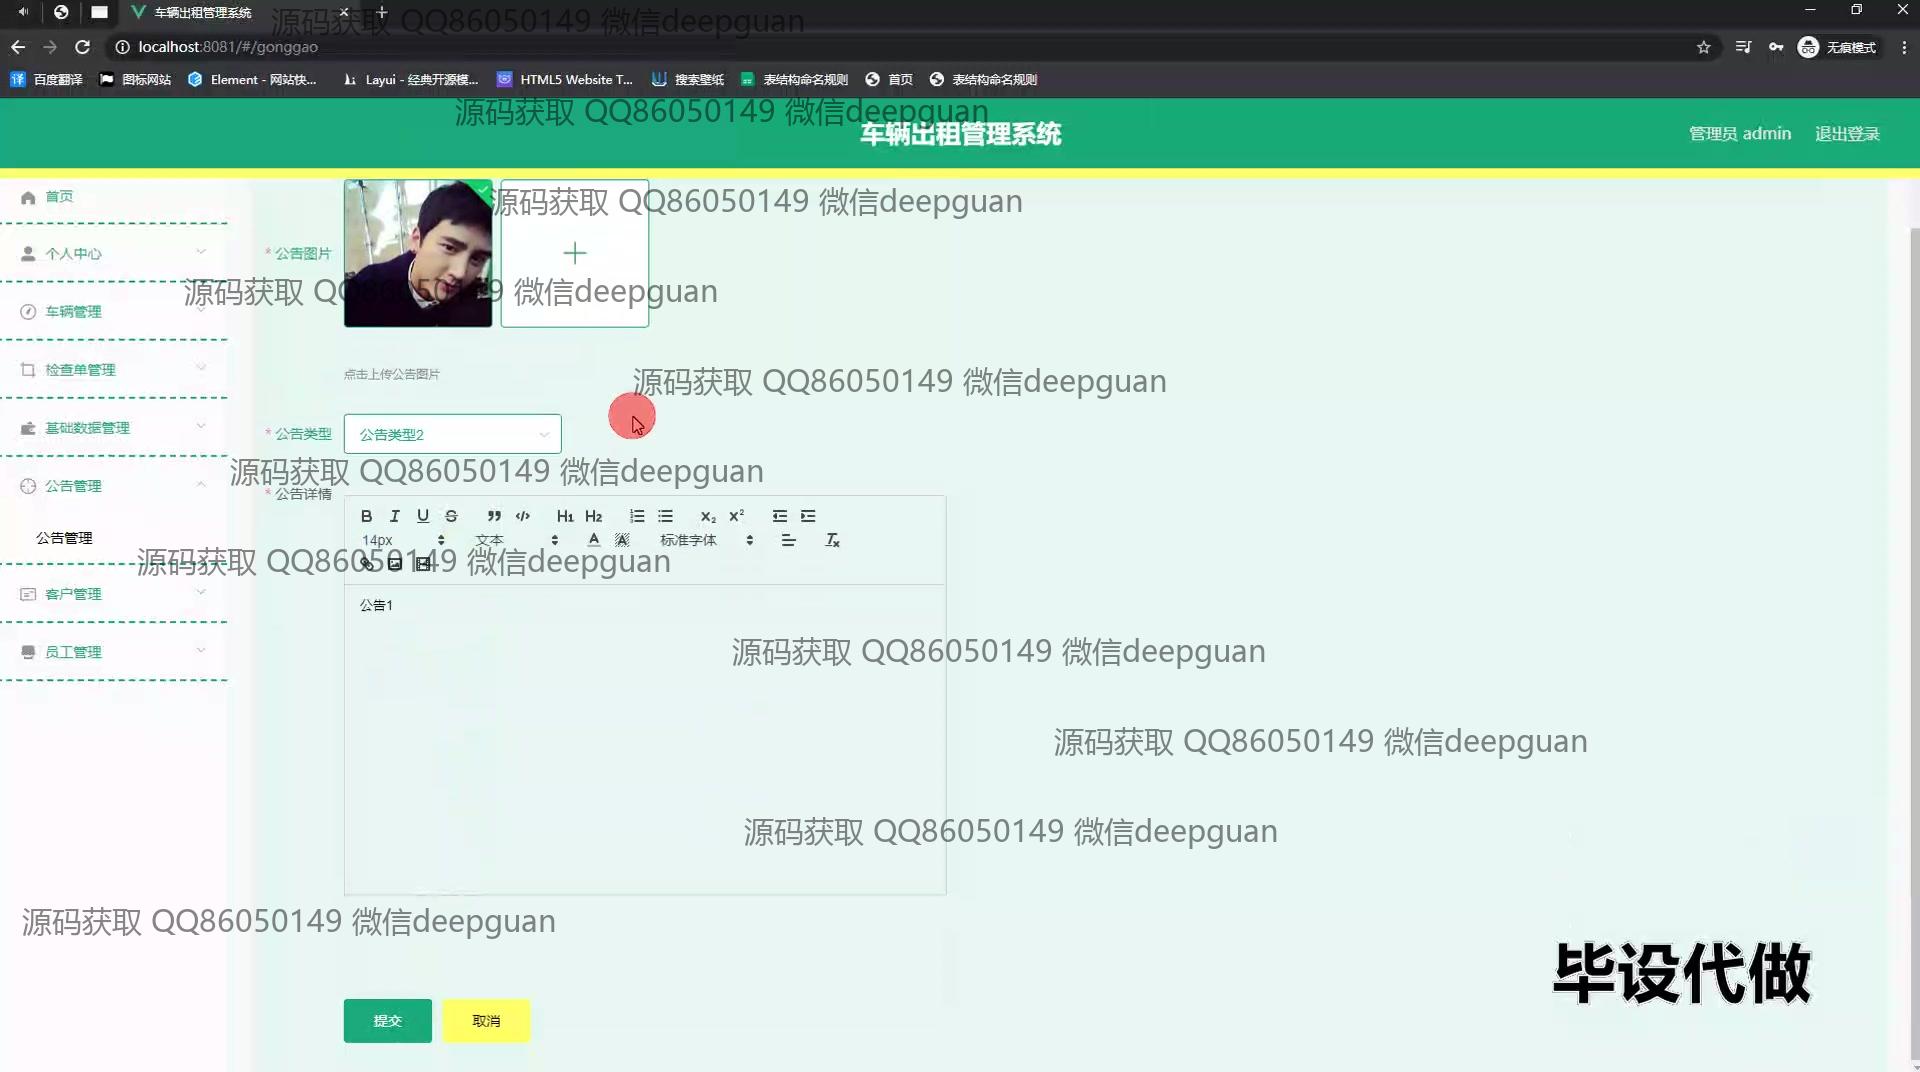 车辆出租管理系统
源码获取 QQ86050149 微信deepguan
localhost:8081/#/gonggao
无痕模式
百度翻译
图标网站
Element - 网站快...
Layui - 经典开源模...
HTML5 Website T...
搜索壁纸
表结构命名规则
首页
表结构命名规则
源码获取 QQ86050149 微信deepguan
车辆出租管理系统
管理员 admin
退出登录
首页
源码获取 QQ86050149 微信deepguan
个人中心
* 公告图片
源码获取 QQ86050149 微信deepguan
车辆管理
检查单管理
点击上传公告图片
源码获取 QQ86050149 微信deepguan
基础数据管理
* 公告类型
公告类型2
源码获取 QQ86050149 微信deepguan
公告管理
* 公告详情
B I U S H1 H2 X2 X2
公告管理
14px
文本
A
标准字体
源码获取 QQ86050149 微信deepguan
客户管理
公告1
员工管理
源码获取 QQ86050149 微信deepguan
源码获取 QQ86050149 微信deepguan
源码获取 QQ86050149 微信deepguan
源码获取 QQ86050149 微信deepguan
毕设代做
提交
取消